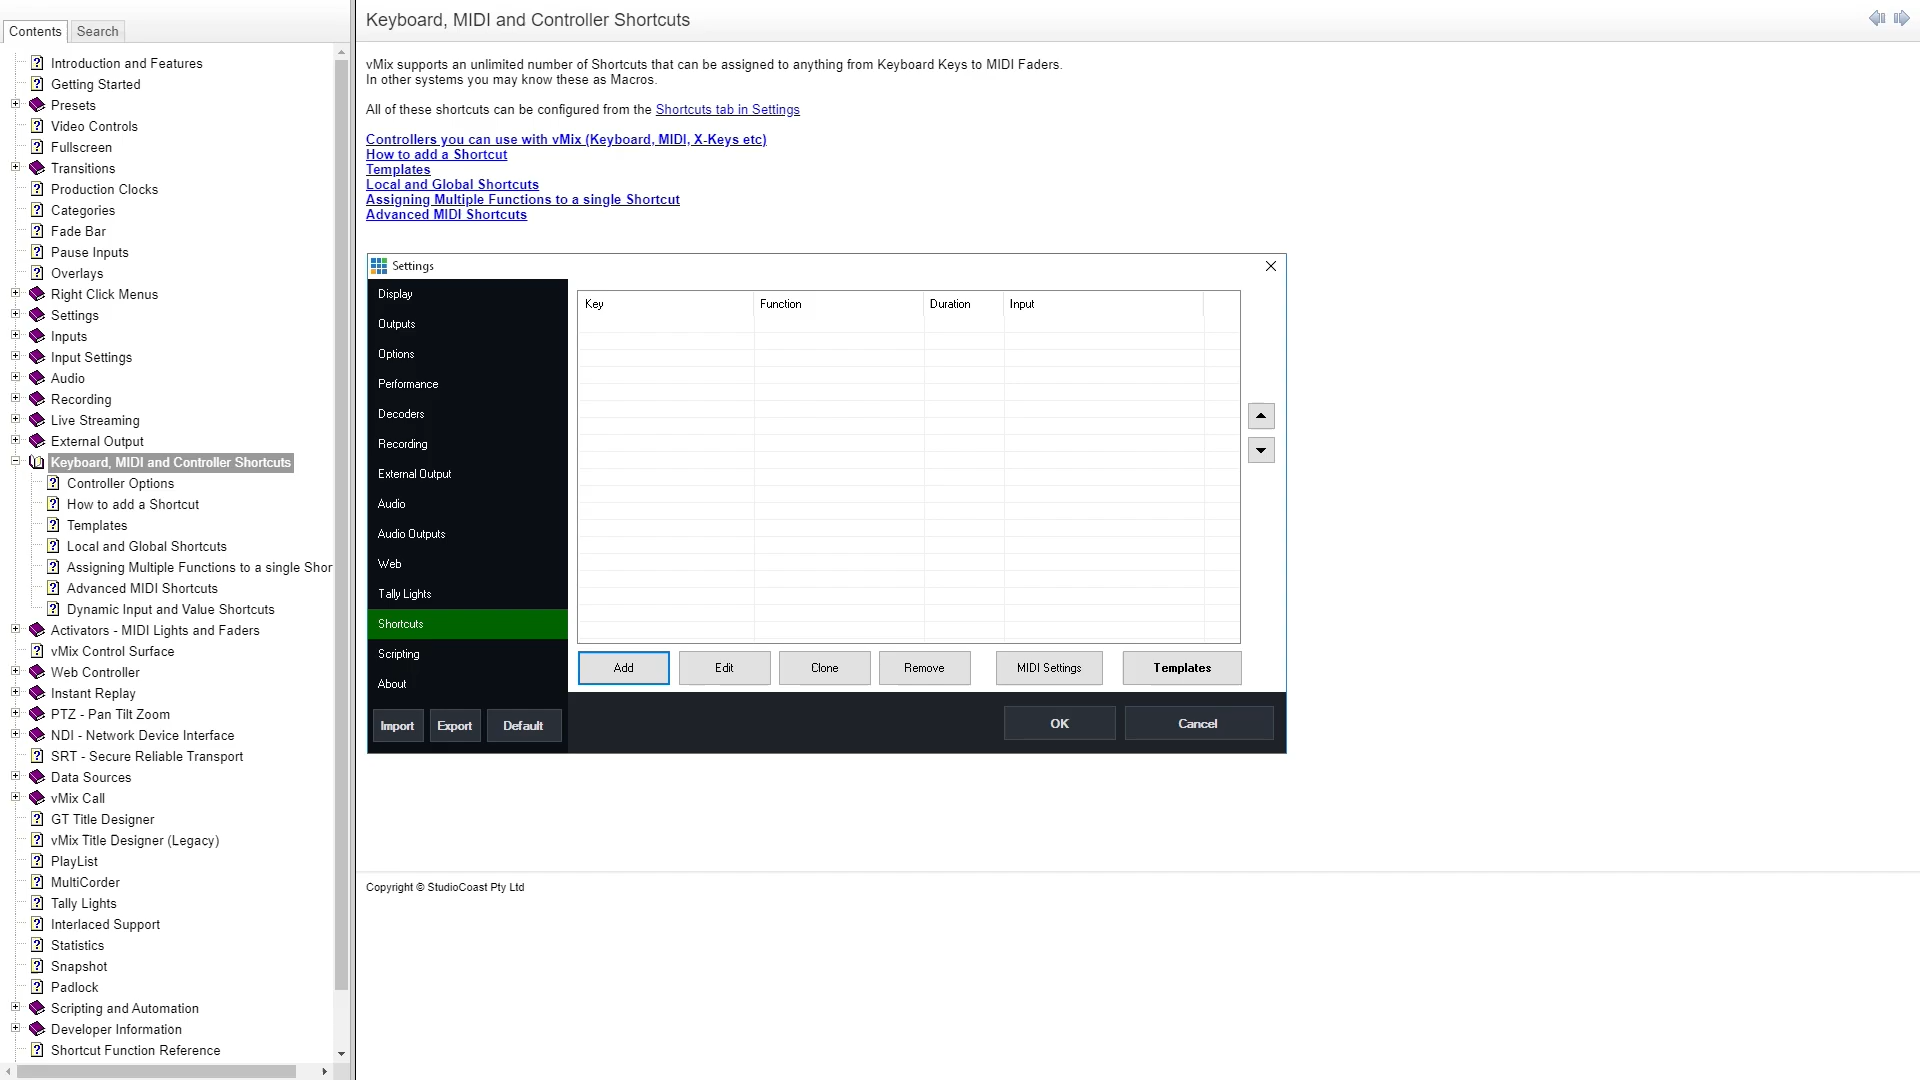 Contents
Search
Introduction and Features
Getting Started
Presets
Video Controls
Fullscreen
Transitions
Production Clocks
Categories
Fade Bar
Pause Inputs
Overlays
Right Click Menus
Settings
Inputs
Input Settings
Audio
Recording
Live Streaming
External Output
Keyboard, MIDI and Controller Shortcuts
Controller Options
How to add a Shortcut
Templates
Local and Global Shortcuts
Assigning Multiple Functions to a single Shor
Advanced MIDI Shortcuts
Dynamic Input and Value Shortcuts
Activators - MIDI Lights and Faders
vMix Control Surface
Web Controller
Instant Replay
PTZ - Pan Tilt Zoom
NDI - Network Device Interface
SRT - Secure Reliable Transport
Data Sources
vMix Call
GT Title Designer
vMix Title Designer (Legacy)
PlayList
MultiCorder
Tally Lights
Interlaced Support
Statistics
Snapshot
Padlock
Scripting and Automation
Developer Information
Shortcut Function Reference
Keyboard, MIDI and Controller Shortcuts
vMix supports an unlimited number of Shortcuts that can be assigned to anything from Keyboard Keys to MIDI Faders.
In other systems you may know these as Macros.
All of these shortcuts can be configured from the Shortcuts tab in Settings
Controllers you can use with vMix (Keyboard, MIDI, X-Keys etc)
How to add a Shortcut
Templates
Local and Global Shortcuts
Assigning Multiple Functions to a single Shortcut
Advanced MIDI Shortcuts
Settings
Display
Outputs
Options
Performance
Decoders
Recording
External Output
Audio
Audio Outputs
Web
Tally Lights
Shortcuts
Scripting
About
Import
Export
Default
Key
Function
Duration
Input
Add
Edit
Clone
Remove
MIDI Settings
Templates
OK
Cancel
Copyright © StudioCoast Pty Ltd